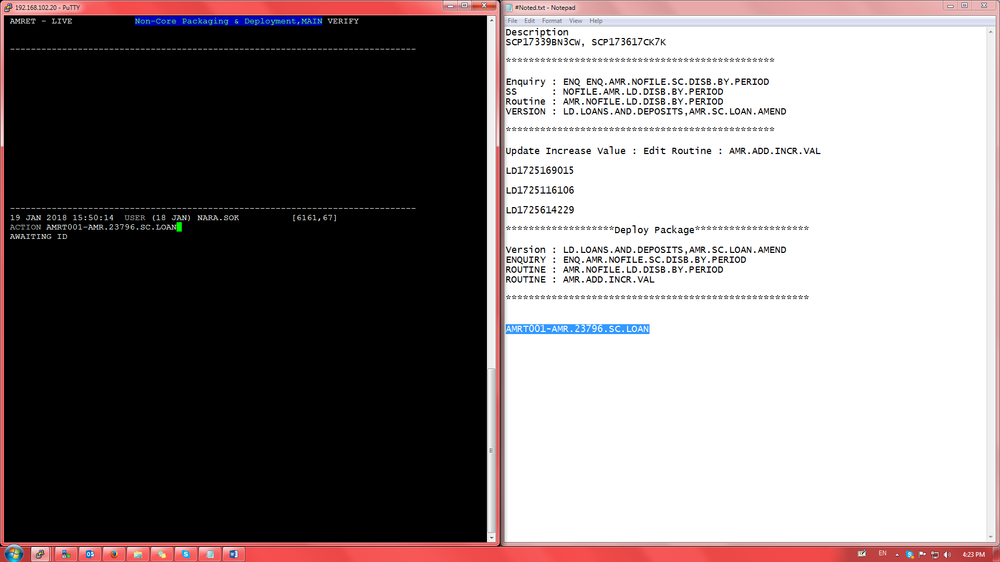 192.168.102.20 - PuTTY
AMRET - LIVE Non-Core Packaging & Deployment,MAIN VERIFY
--------------------------------------------------------------------------------
--------------------------------------------------------------------------------
19 JAN 2018 15:50:14 USER (18 JAN) NARA.SOK [6161,67]
ACTION AMRT001-AMR.23796.SC.LOAN
AWAITING ID
#Noted.txt - Notepad
File Edit Format View Help
Description
SCP17339BN3CW, SCP173617CK7K
***********************************************
Enquiry : ENQ ENQ.AMR.NOFILE.SC.DISB.BY.PERIOD
SS : NOFILE.AMR.LD.DISB.BY.PERIOD
Routine : AMR.NOFILE.LD.DISB.BY.PERIOD
VERSION : LD.LOANS.AND.DEPOSITS,AMR.SC.LOAN.AMEND
***********************************************
Update Increase Value : Edit Routine : AMR.ADD.INCR.VAL
LD1725169015
LD1725116106
LD1725614229
*******************Deploy Package********************
Version : LD.LOANS.AND.DEPOSITS,AMR.SC.LOAN.AMEND
ENQUIRY : ENQ.AMR.NOFILE.SC.DISB.BY.PERIOD
ROUTINE : AMR.NOFILE.LD.DISB.BY.PERIOD
ROUTINE : AMR.ADD.INCR.VAL
*****************************************************
AMRT001-AMR.23796.SC.LOAN
EN
4:23 PM